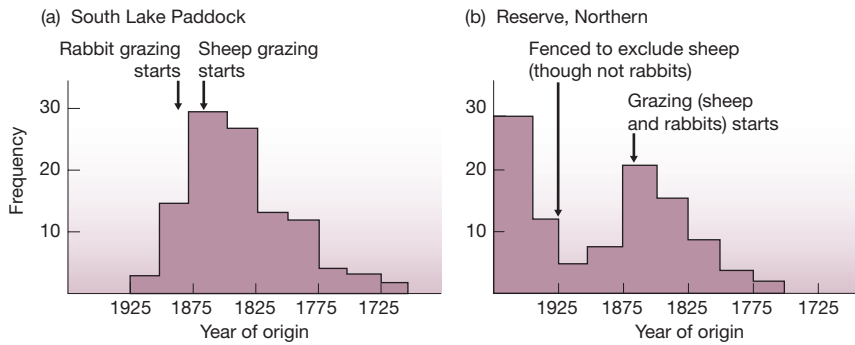 (a) South Lake Paddock
Rabbit grazing
starts
Sheep grazing
starts
Frequency
30
20
10
1925 1875 1825 1775 1725
Year of origin
(b) Reserve, Northern
Fenced to exclude sheep
(though not rabbits)
Grazing (sheep
and rabbits) starts
30
20
10
1925 1875 1825 1775 1725
Year of origin